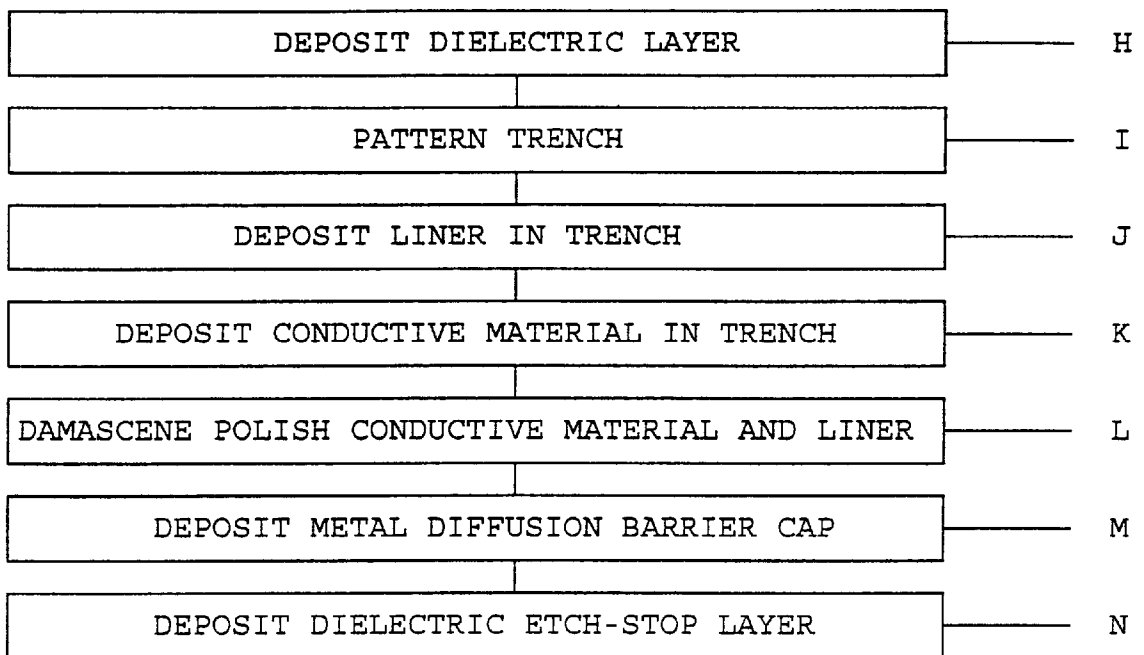 DEPOSIT DIELECTRIC LAYER H
PATTERN TRENCH I
DEPOSIT LINER IN TRENCH J
DEPOSIT CONDUCTIVE MATERIAL IN TRENCH K
DAMASCENE POLISH CONDUCTIVE MATERIAL AND LINER L
DEPOSIT METAL DIFFUSION BARRIER CAP M
DEPOSIT DIELECTRIC ETCH-STOP LAYER N